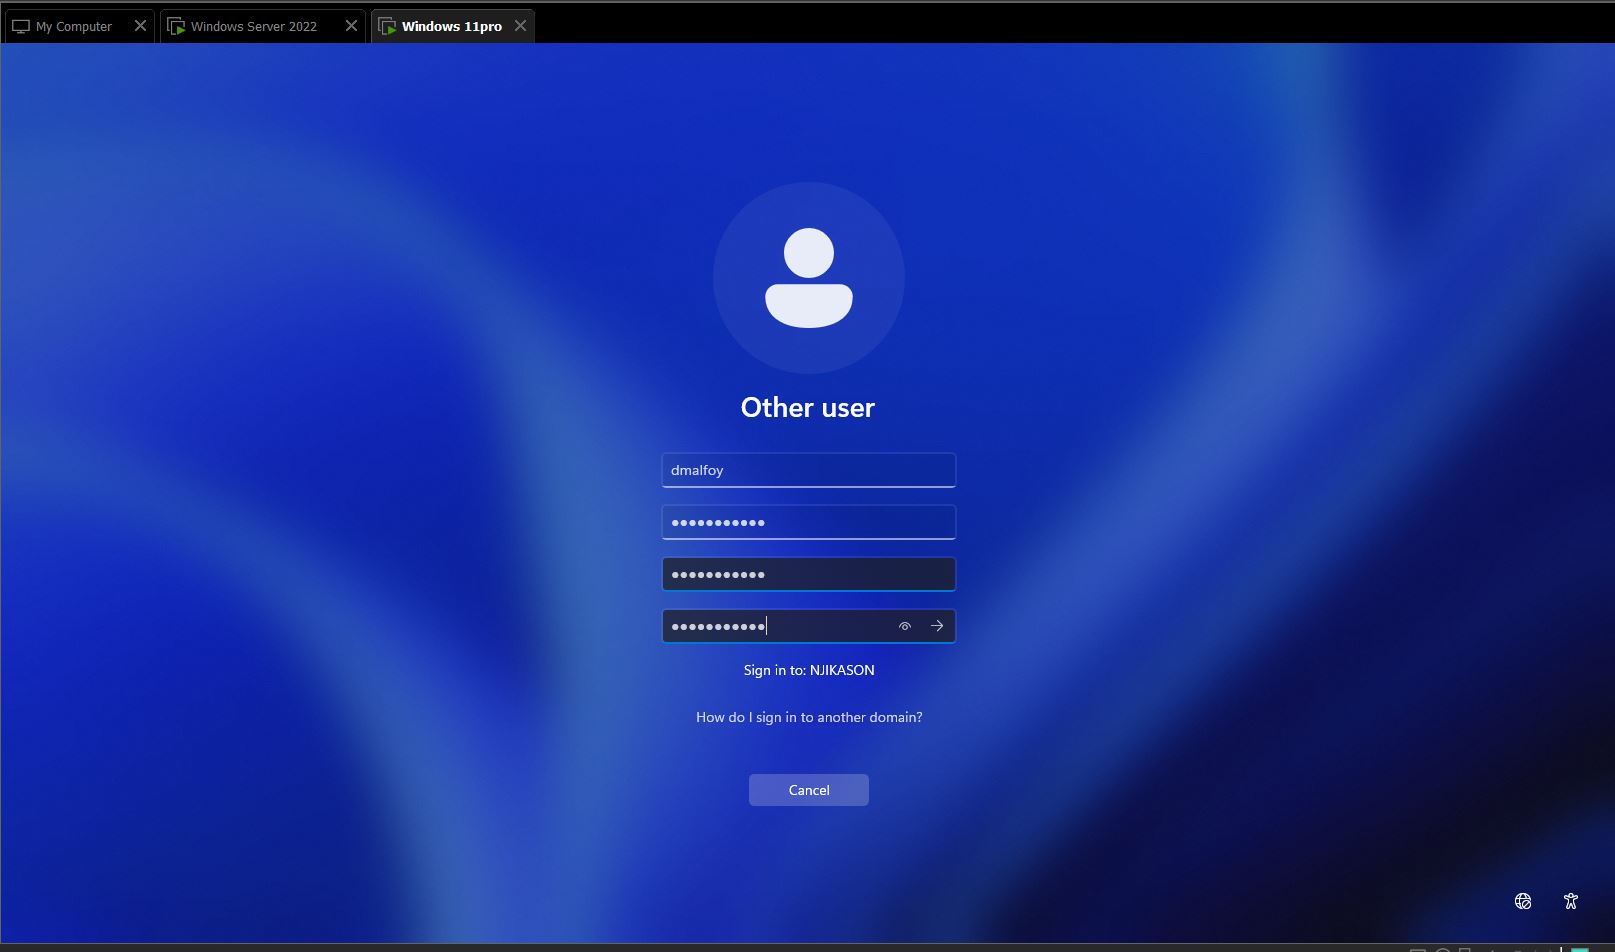 My Computer
Windows Server 2022
Windows 11pro
Other user
dmalfoy
●●●●●●●●●●●
●●●●●●●●●●●
●●●●●●●●●●●
Sign in to: NJIKASON
How do I sign in to another domain?
Cancel